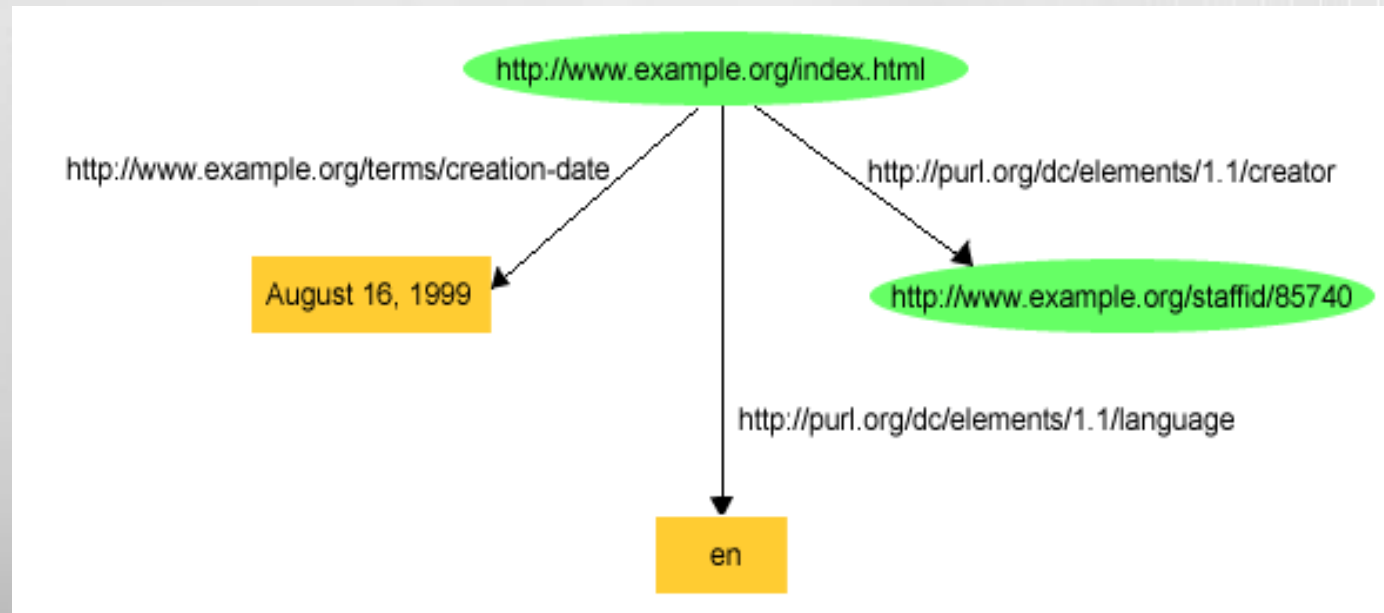 http://www.example.org/index.html
http://www.example.org/terms/creation-date
http://purl.org/dc/elements/1.1/creator
August 16, 1999
http://www.example.org/staffid/85740
http://purl.org/dc/elements/1.1/language
en